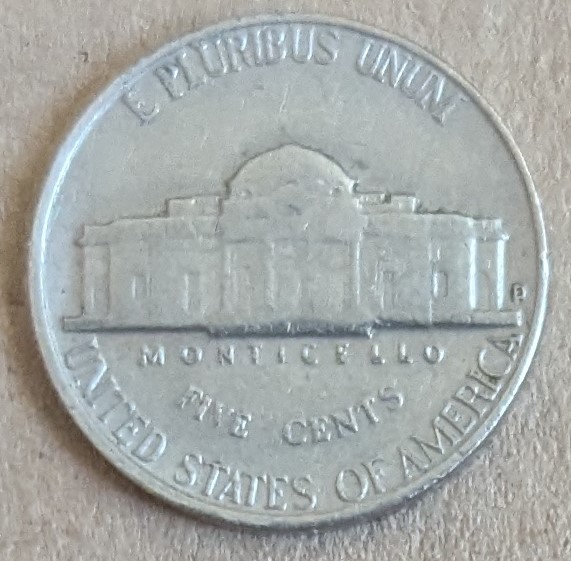 E PLURIBUS UNUM
MONTICELLO
FIVE CENTS
UNITED STATES OF AMERICA